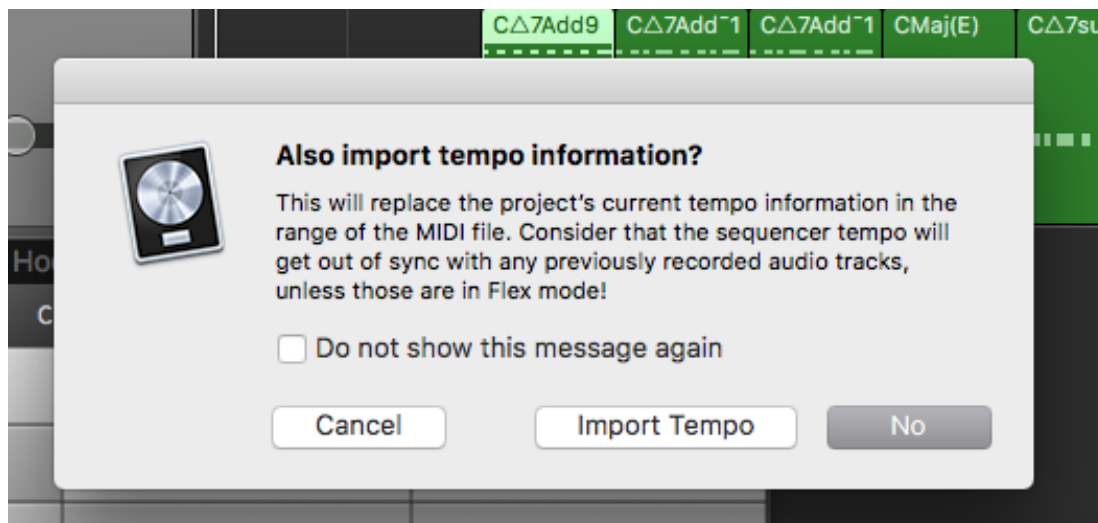 C△7Add9 C△7Add˜1 C△7Add˜1 CMaj(E) C△7su
Also import tempo information?
This will replace the project's current tempo information in the
range of the MIDI file. Consider that the sequencer tempo will
get out of sync with any previously recorded audio tracks,
unless those are in Flex mode!
Ho
C
Do not show this message again
Cancel Import Tempo No